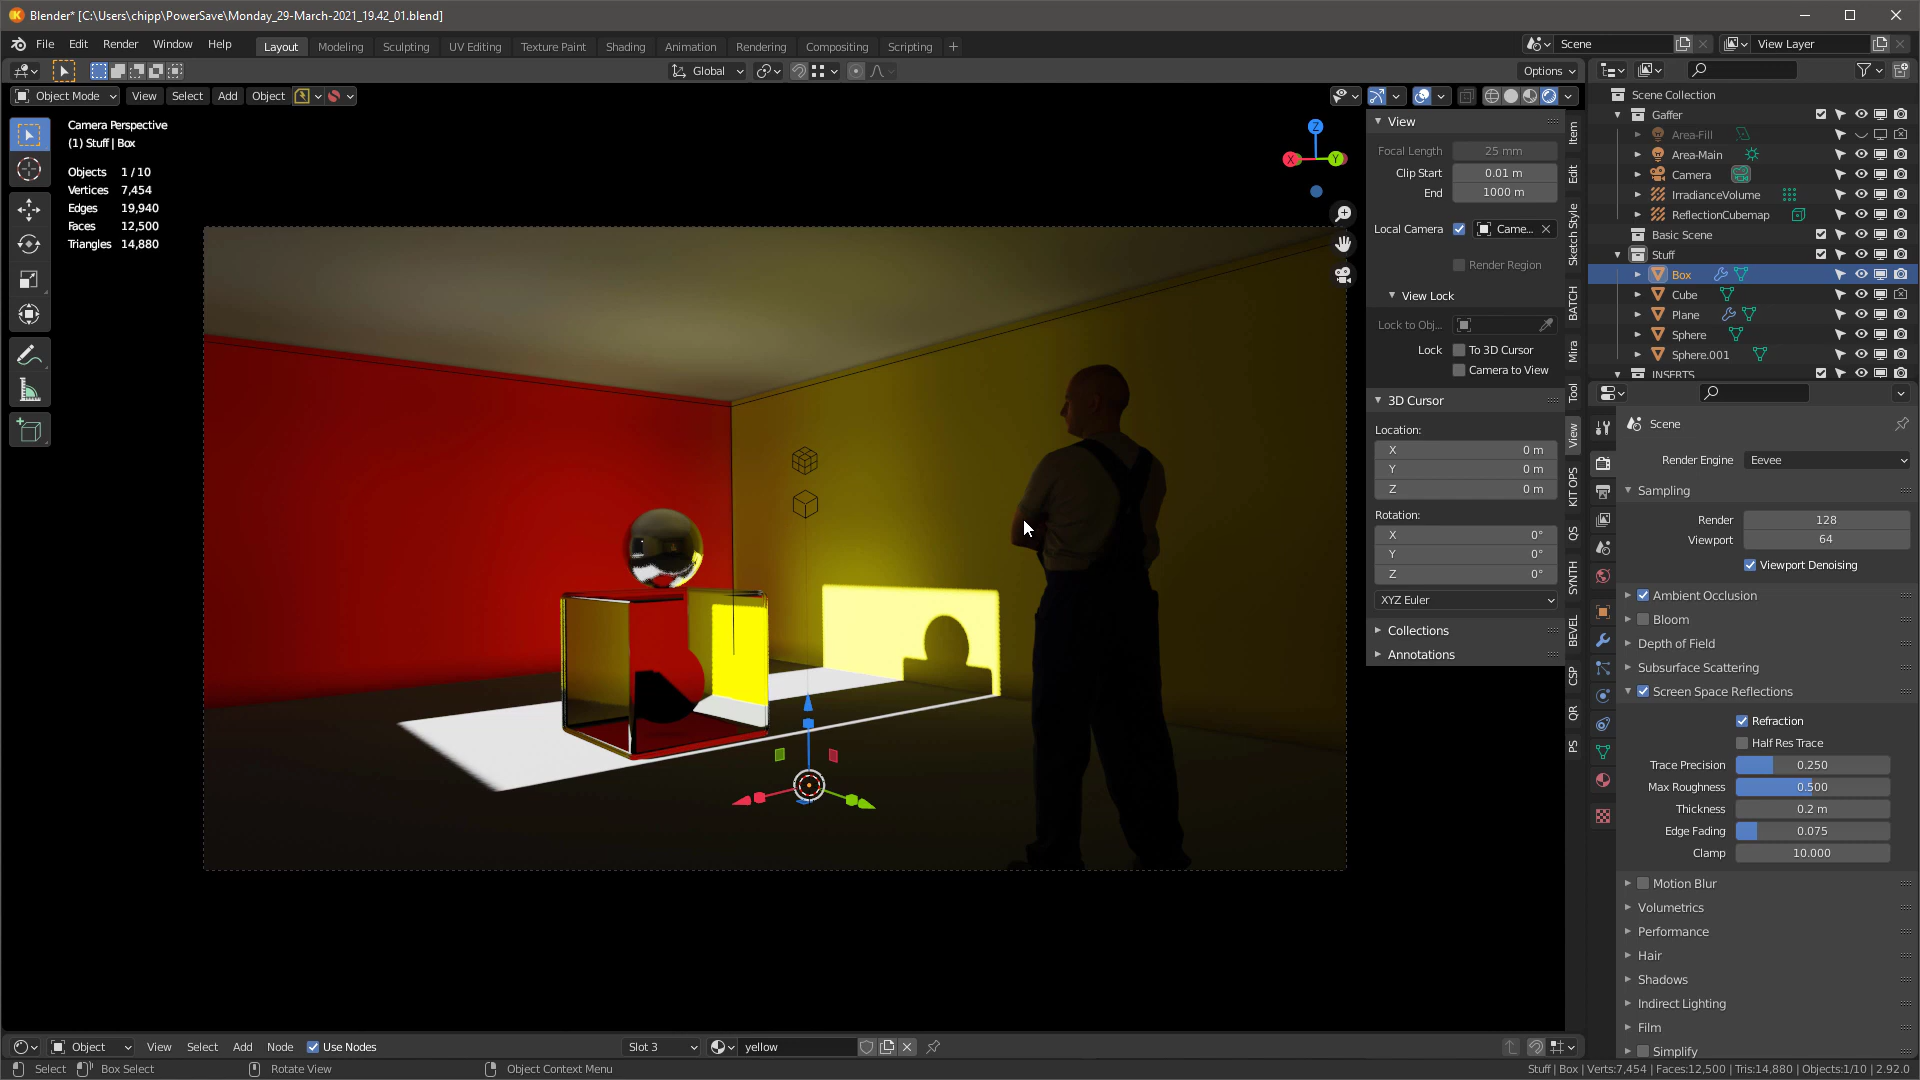 Blender* [C:\Users\chipp\PowerSave\Monday_29-March-2021_19.42_01.blend]
File Edit Render Window Help
Layout Modeling Sculpting UV Editing Texture Paint Shading Animation Rendering Compositing Scripting +
Scene
View Layer
Global
Options
Object Mode View Select Add Object
Camera Perspective
(1) Stuff | Box
Objects 1 / 10
Vertices 7,454
Edges 19,940
Faces 12,500
Triangles 14,880
Z
X
Y
View
Focal Length 25 mm
Clip Start 0.01 m
End 1000 m
Local Camera Came...
Render Region
View Lock
Lock to Obj...
Lock To 3D Cursor
Camera to View
3D Cursor
Location:
X 0 m
Y 0 m
Z 0 m
Rotation:
X 0°
Y 0°
Z 0°
XYZ Euler
Collections
Annotations
Item
Edit
Sketch Style
BATCH
Mira
Tool
View
KIT OPS
QS
SYNTH
BEVEL
CSP
QR
PS
Scene Collection
Gaffer
Area-Fill
Area-Main
Camera
IrradianceVolume
ReflectionCubemap
Basic Scene
Stuff
Box
Cube
Plane
Sphere
Sphere.001
INSERTS
Scene
Render Engine Eevee
Sampling
Render 128
Viewport 64
Viewport Denoising
Ambient Occlusion
Bloom
Depth of Field
Subsurface Scattering
Screen Space Reflections
Refraction
Half Res Trace
Trace Precision 0.250
Max Roughness 0.500
Thickness 0.2 m
Edge Fading 0.075
Clamp 10.000
Motion Blur
Volumetrics
Performance
Hair
Shadows
Indirect Lighting
Film
Simplify
Object View Select Add Node Use Nodes
Slot 3
yellow
Select Box Select Rotate View Object Context Menu
Stuff | Box | Verts:7,454 | Faces:12,500 | Tris:14,880 | Objects:1/10 | 2.92.0